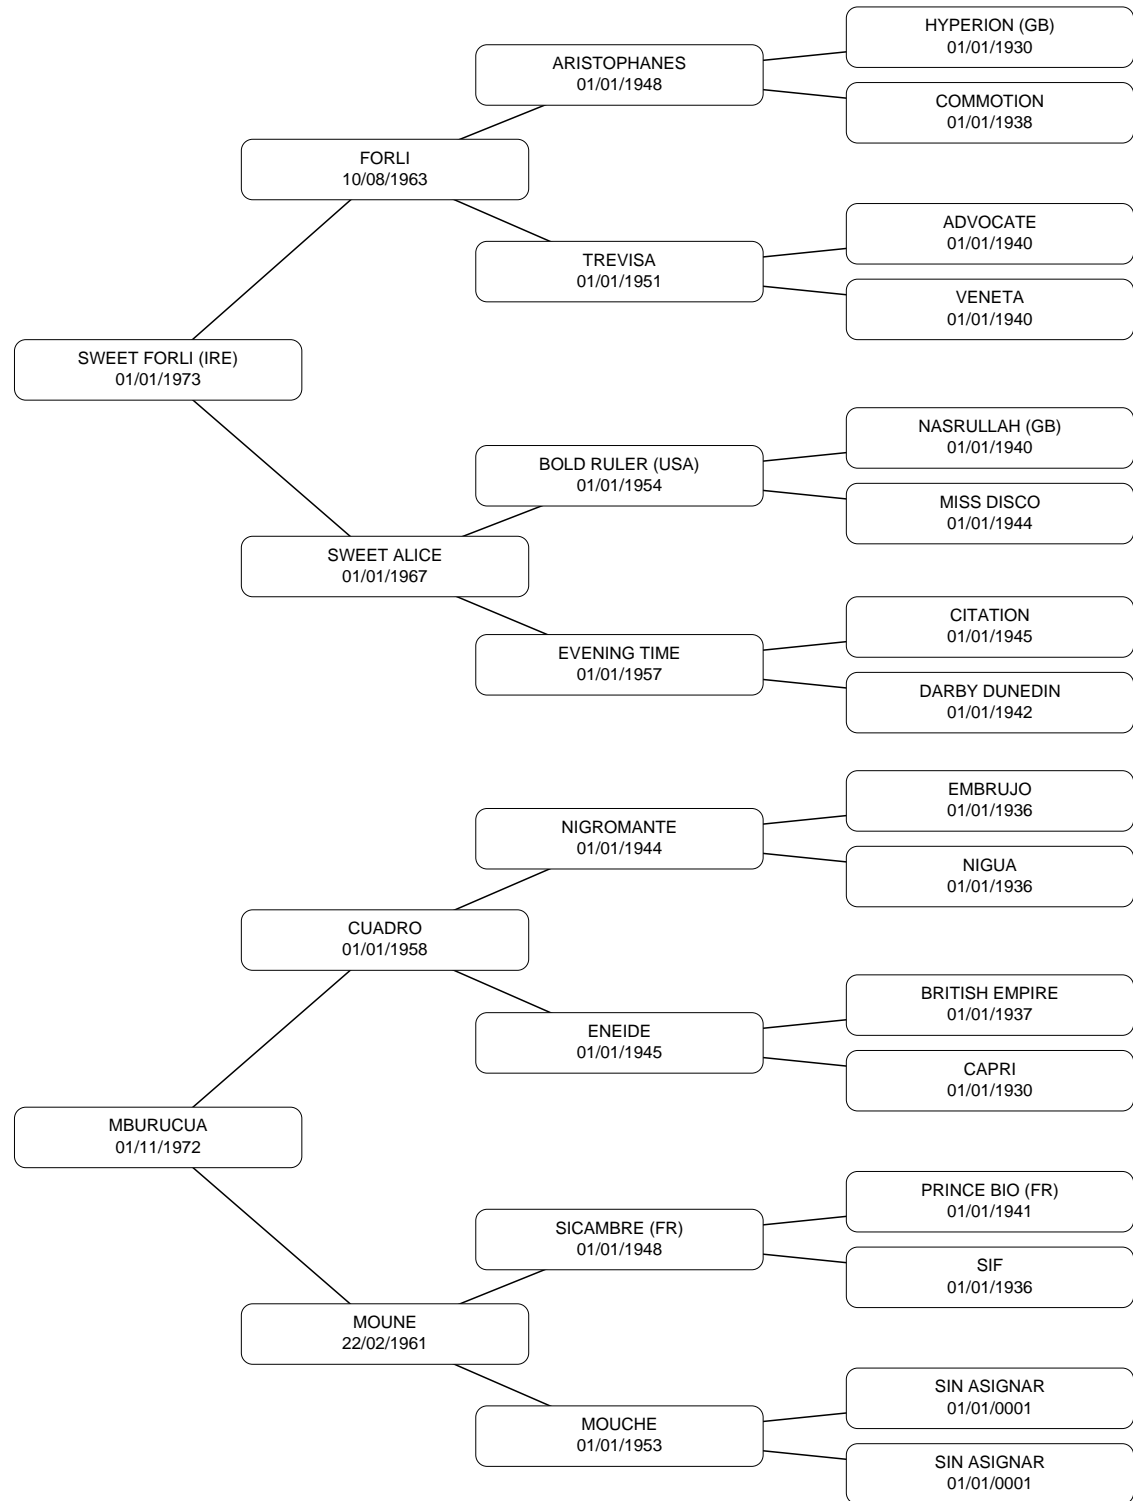 HYPERION (GB)
01/01/1930
ARISTOPHANES
01/01/1948
COMMOTION
01/01/1938
FORLI
10/08/1963
ADVOCATE
01/01/1940
TREVISA
01/01/1951
VENETA
01/01/1940
SWEET FORLI (IRE)
01/01/1973
NASRULLAH (GB)
01/01/1940
BOLD RULER (USA)
01/01/1954
MISS DISCO
01/01/1944
SWEET ALICE
01/01/1967
CITATION
01/01/1945
EVENING TIME
01/01/1957
DARBY DUNEDIN
01/01/1942
EMBRUJO
01/01/1936
NIGROMANTE
01/01/1944
NIGUA
01/01/1936
CUADRO
01/01/1958
BRITISH EMPIRE
01/01/1937
ENEIDE
01/01/1945
CAPRI
01/01/1930
MBURUCUA
01/11/1972
PRINCE BIO (FR)
01/01/1941
SICAMBRE (FR)
01/01/1948
SIF
01/01/1936
MOUNE
22/02/1961
SIN ASIGNAR
01/01/0001
MOUCHE
01/01/1953
SIN ASIGNAR
01/01/0001